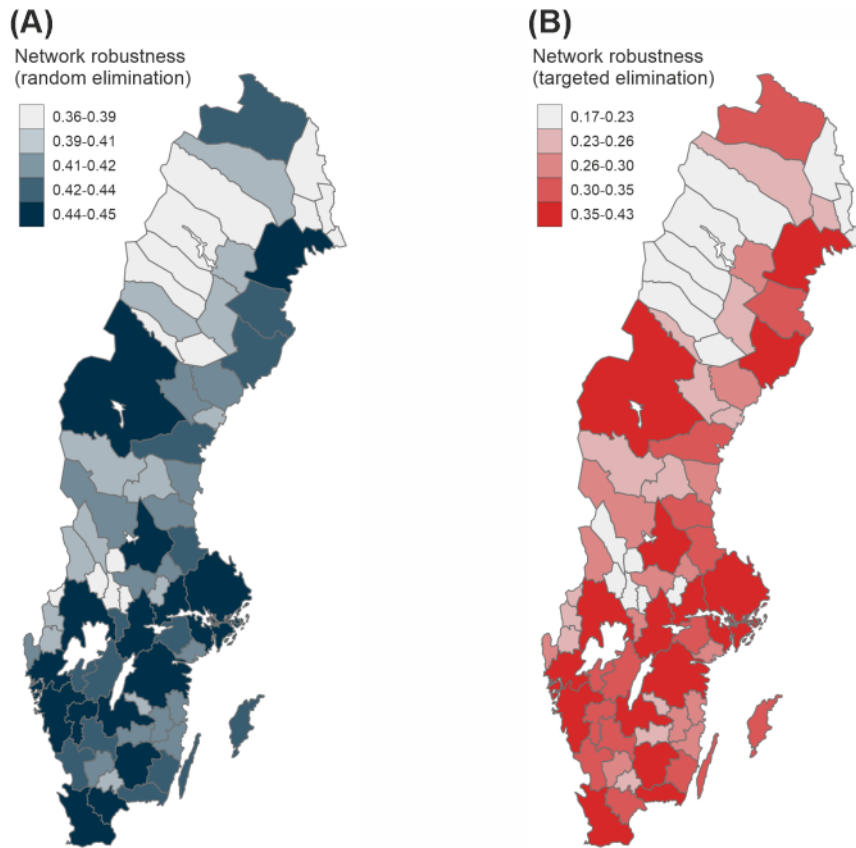 (A)
Network robustness
(random elimination)
0.36-0.39
0.39-0.41
0.41-0.42
0.42-0.44
0.44-0.45
(B)
Network robustness
(targeted elimination)
0.17-0.23
0.23-0.26
0.26-0.30
0.30-0.35
0.35-0.43